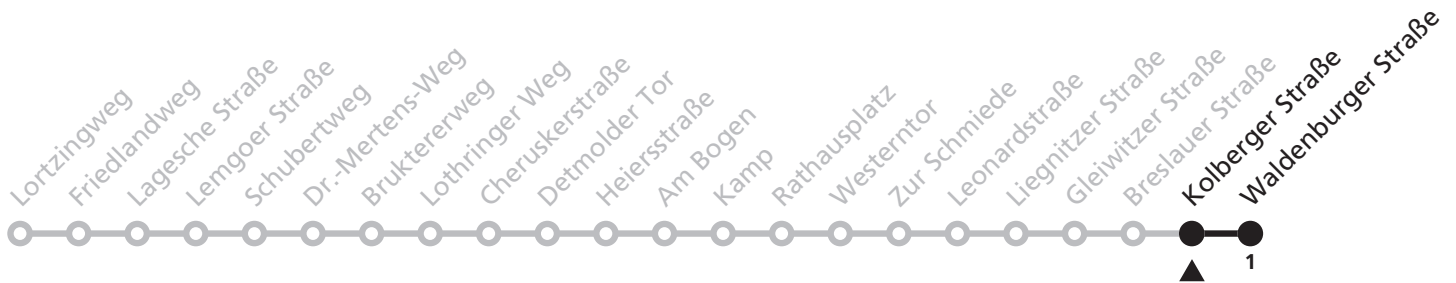 Lortzingweg
Friedlandweg
Lagesche Straße
Lemgoer Straße
Schubertweg
Dr.-Mertens-Weg
Bruktererweg
Lothringer Weg
Cheruskerstraße
Detmolder Tor
Heiersstraße
Am Bogen
Kamp
Rathausplatz
Westerntor
Zur Schmiede
Leonardstraße
Liegnitzer Straße
Gleiwitzer Straße
Breslauer Straße
Kolberger Straße
Waldenburger Straße
1